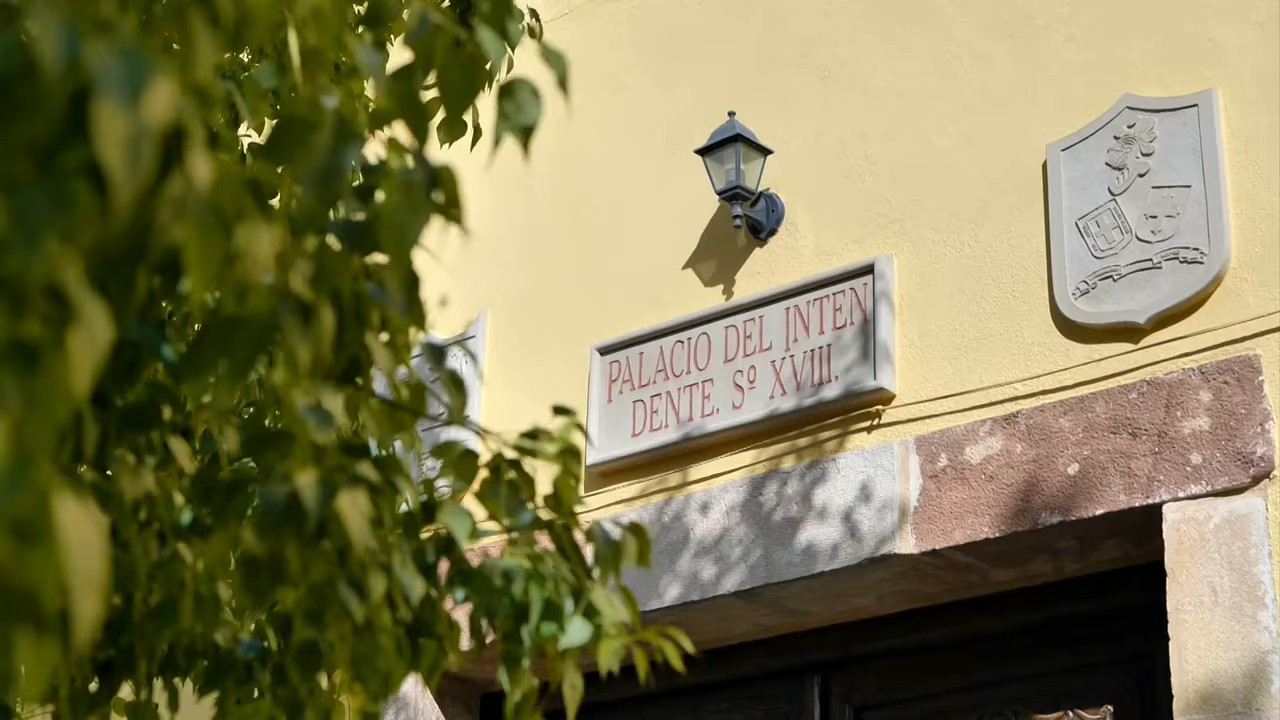 PALACIO DEL INTEN
DENTE. Sº XVIII.